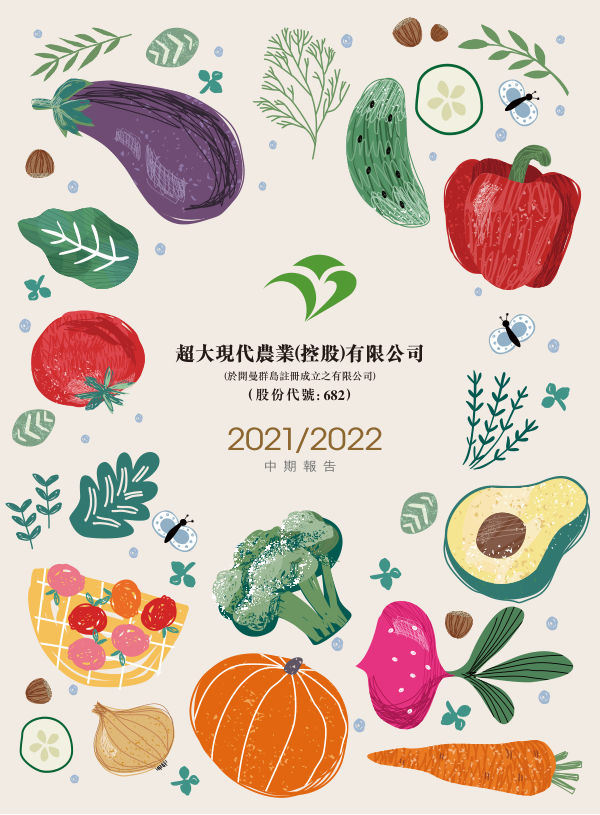 超大現代農業(控股)有限公司
(於開曼群島註冊成立之有限公司)
(股份代號: 682)
2021/2022
中期報告